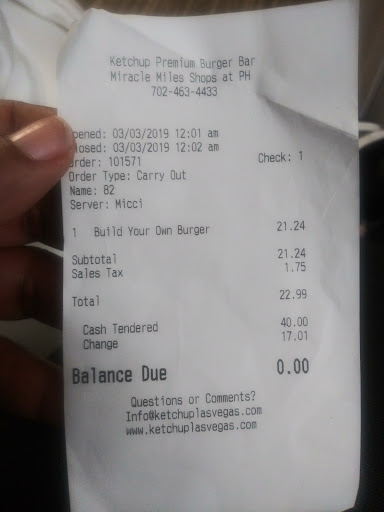 Ketchup Premium Burger Bar
Miracle Miles Shops at PH
702-463-4433
pened: 03/03/2019 12:01 am
losed: 03/03/2019 12:02 am
rder: 101571 Check: 1
Order Type: Carry Out
Name: 82
Server: Micci
1 Build Your Own Burger 21.24
Subtotal 21.24
Sales Tax 1.75
Total 22.99
Cash Tendered 40.00
Change 17.01
Balance Due 0.00
Questions or Comments?
Info@ketchuplasvegas.com
www.ketchuplasvegas.com